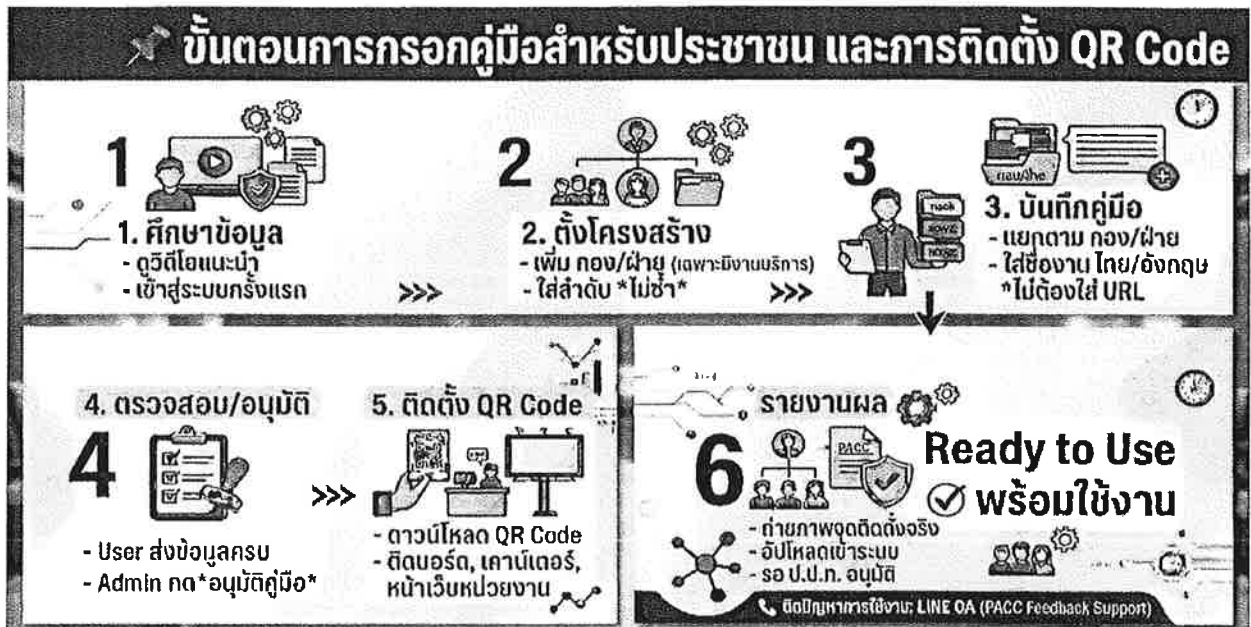 ขั้นตอนการกรอกคู่มือสำหรับประชาชน และการติดตั้ง QR Code
1
1. ศึกษาข้อมูล
- ดูวิดีโอแนะนำ
- เข้าสู่ระบบครั้งแรก
>>>
2
2. ตั้งโครงสร้าง
- เพิ่ม กอง/ฝ่าย (เฉพาะมีงานบริการ)
- ใส่ลำดับ *ไม่ซ้ำ*
>>>
3
กอง/ฝ่าย
3. บันทึกคู่มือ
- แยกตาม กอง/ฝ่าย
- ใส่ชื่องาน ไทย/อังกฤษ
*ไม่ต้องใส่ URL
4. ตรวจสอบ/อนุมัติ
4
- User ส่งข้อมูลครบ
- Admin กด*อนุมัติคู่มือ*
>>>
5. ติดตั้ง QR Code
- ดาวน์โหลด QR Code
- ติดบอร์ด, เคาน์เตอร์,
หน้าเว็บหน่วยงาน
รายงานผล
6
PACC
Ready to Use
พร้อมใช้งาน
- ถ่ายภาพจุดติดตั้งจริง
- อัปโหลดเข้าระบบ
- รอ ป.ป.ท. อนุมัติ
ติดปัญหาการใช้งาน: LINE OA (PACC Feedback Support)